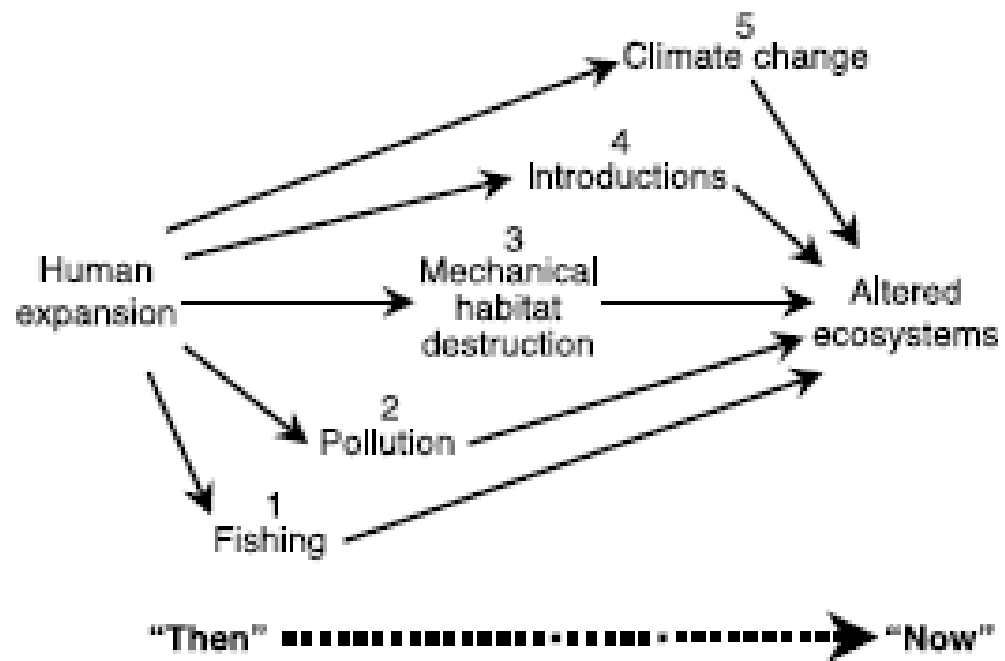 5
Climate change
4
Introductions
3
Mechanical
habitat
destruction
Human
expansion
Altered
ecosystems
2
Pollution
1
Fishing
“Then” “Now”